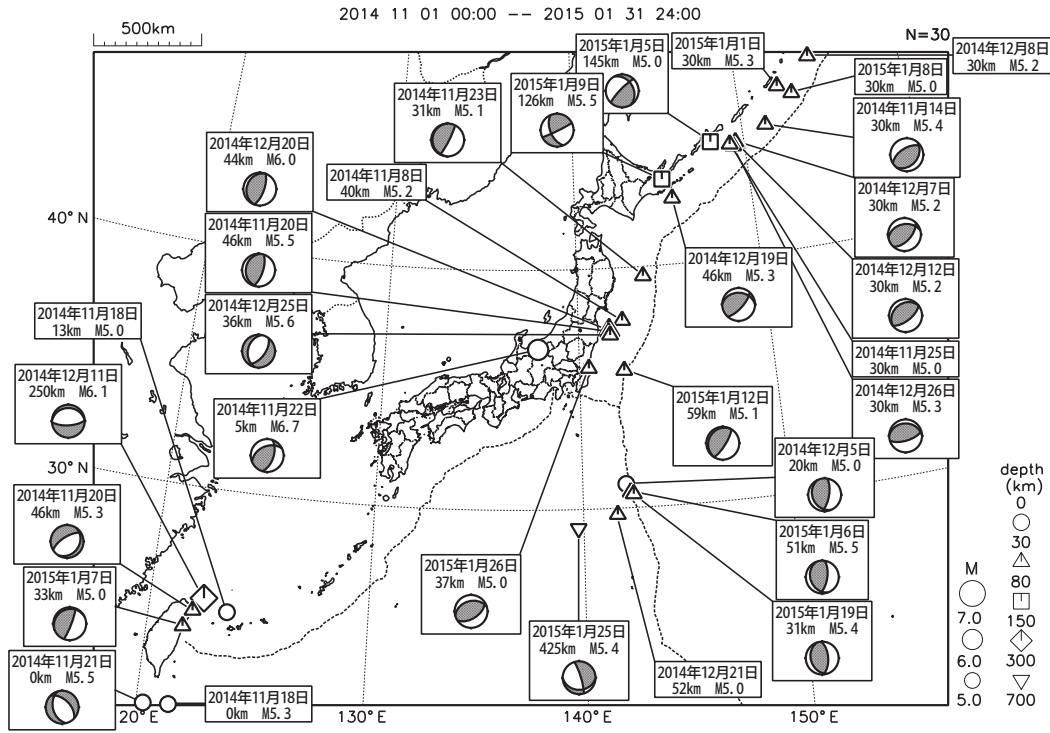 2014 11 01 00:00 -- 2015 01 31 24:00
500km
N=30
2015年1月5日
145km M5.0
2015年1月1日
30km M5.3
2014年12月8日
30km M5.2
2015年1月8日
30km M5.0
2014年11月23日
31km M5.1
2015年1月9日
126km M5.5
2014年11月14日
30km M5.4
2014年12月20日
44km M6.0
2014年11月8日
40km M5.2
2014年12月7日
30km M5.2
40°N
2014年11月20日
46km M5.5
2014年12月19日
46km M5.3
2014年12月12日
30km M5.2
2014年11月18日
13km M5.0
2014年12月25日
36km M5.6
2014年11月25日
30km M5.0
2014年12月11日
250km M6.1
2014年11月22日
5km M6.7
2015年1月12日
59km M5.1
2014年12月26日
30km M5.3
30°N
2014年12月5日
20km M5.0
depth
(km)
0
30
80
150
300
700
2014年11月20日
46km M5.3
2015年1月6日
51km M5.5
2015年1月7日
33km M5.0
2015年1月26日
37km M5.0
M
7.0
6.0
5.0
2015年1月19日
31km M5.4
2015年1月25日
425km M5.4
2014年11月21日
0km M5.5
2014年12月21日
52km M5.0
2014年11月18日
0km M5.3
120°E
130°E
140°E
150°E